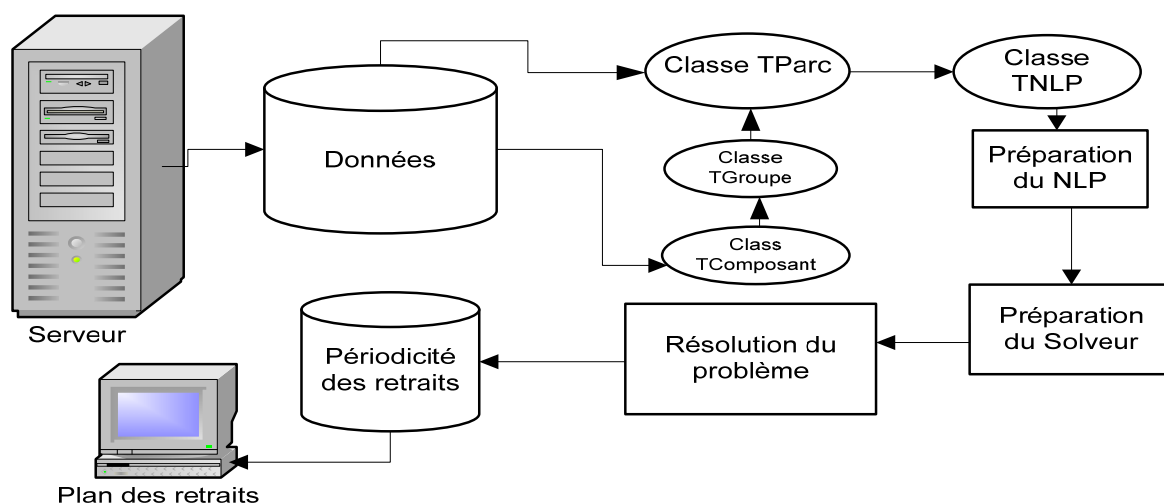 Serveur
Données
Classe TParc
Classe
TNLP
Classe
TGroupe
Class
TComposant
Préparation
du NLP
Préparation
du Solveur
Résolution du
problème
Périodicité
des retraits
Plan des retraits